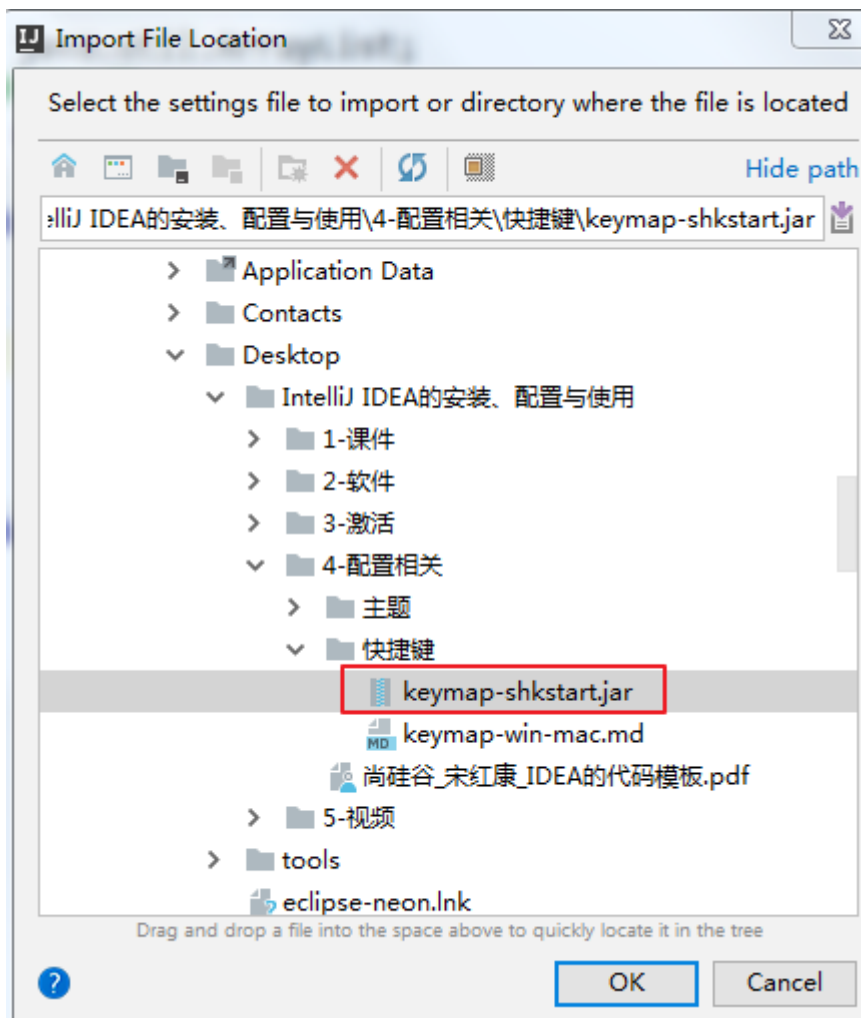 IJ Import File Location
Select the settings file to import or directory where the file is located
Hide path
elliJ IDEA的安装、配置与使用\4-配置相关\快捷键\keymap-shkstart.jar
Application Data
Contacts
Desktop
IntelliJ IDEA的安装、配置与使用
1-课件
2-软件
3-激活
4-配置相关
主题
快捷键
keymap-shkstart.jar
MD keymap-win-mac.md
尚硅谷_宋红康_IDEA的代码模板.pdf
5-视频
tools
eclipse-neon.lnk
Drag and drop a file into the space above to quickly locate it in the tree
? OK Cancel